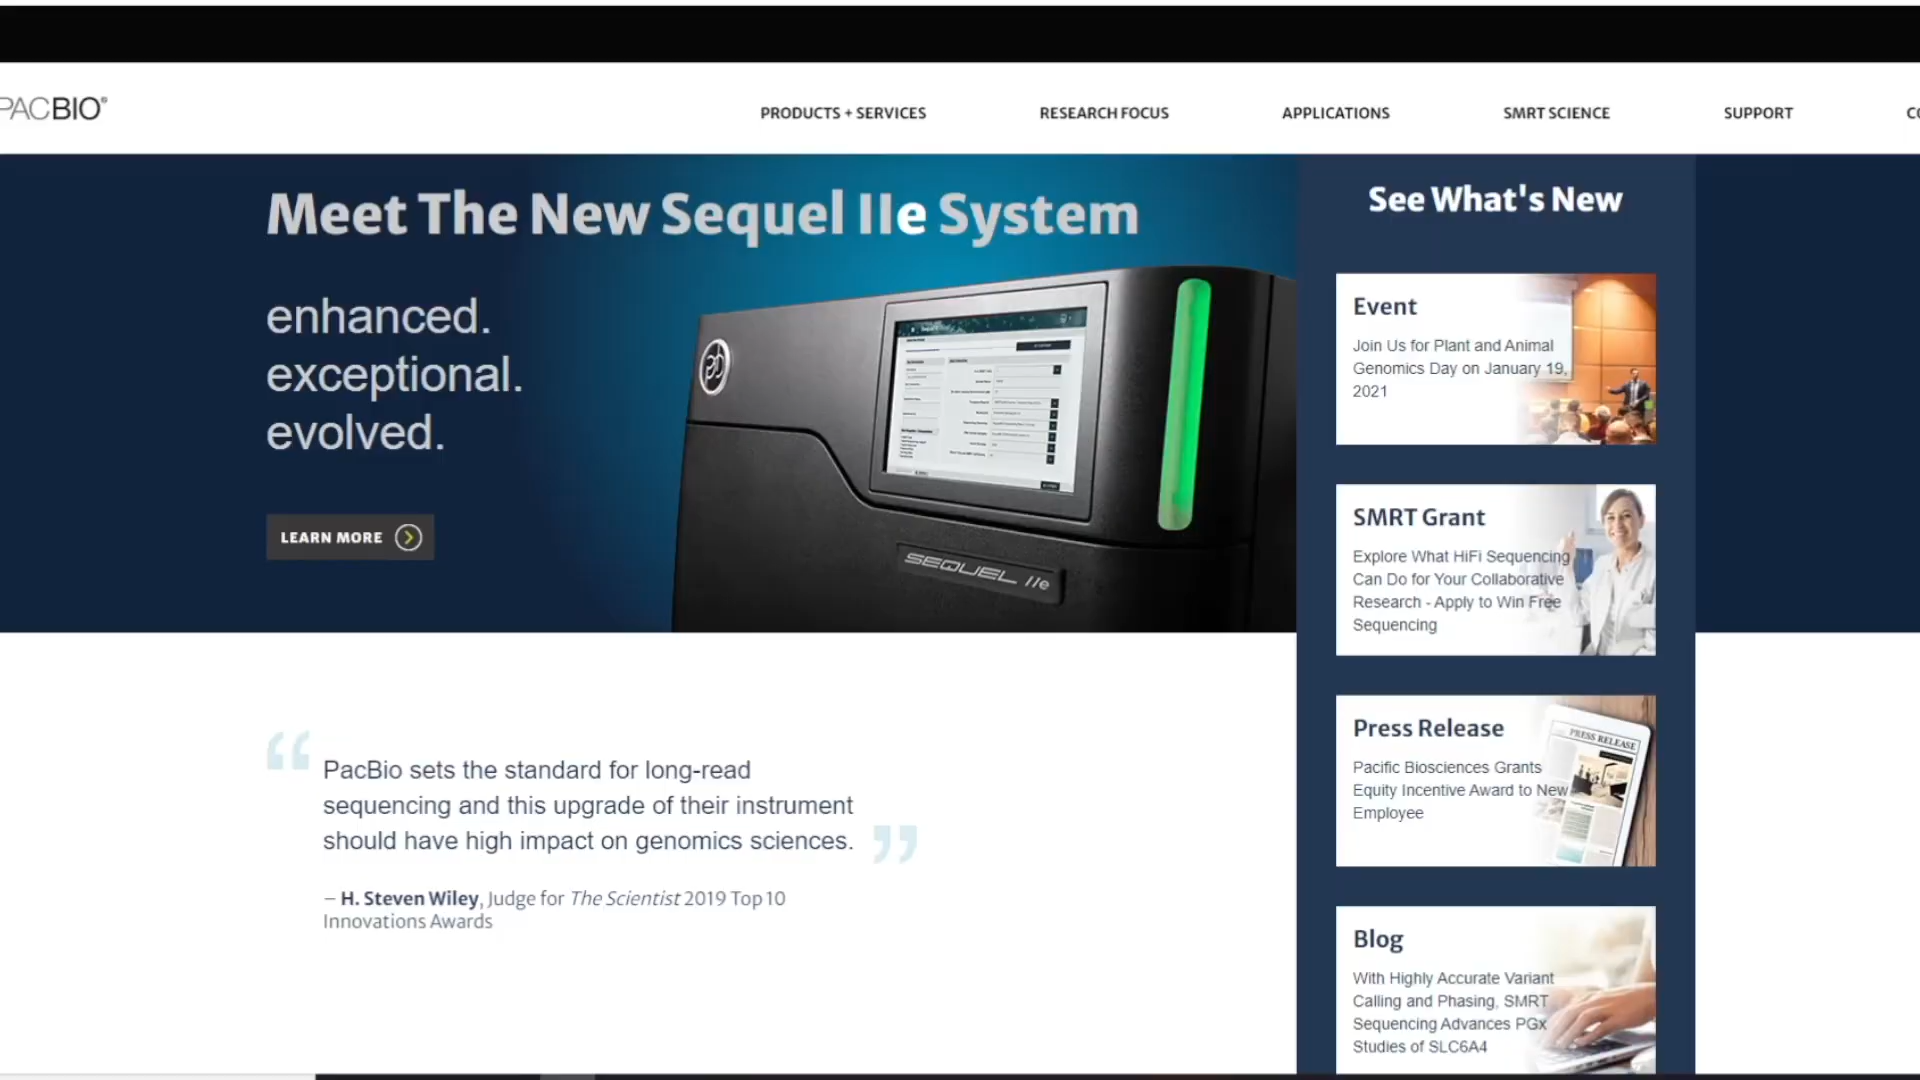 PACBIO®
PRODUCTS + SERVICES
RESEARCH FOCUS
APPLICATIONS
SMRT SCIENCE
SUPPORT
Meet The New Sequel IIe System
enhanced.
exceptional.
evolved.
LEARN MORE
SEQUEL IIe
“PacBio sets the standard for long-read
sequencing and this upgrade of their instrument
should have high impact on genomics sciences.”
– H. Steven Wiley, Judge for The Scientist 2019 Top 10
Innovations Awards
See What's New
Event
Join Us for Plant and Animal
Genomics Day on January 19,
2021
SMRT Grant
Explore What HiFi Sequencing
Can Do for Your Collaborative
Research - Apply to Win Free
Sequencing
Press Release
Pacific Biosciences Grants
Equity Incentive Award to New
Employee
PRESS RELEASE
Blog
With Highly Accurate Variant
Calling and Phasing, SMRT
Sequencing Advances PGx
Studies of SLC6A4